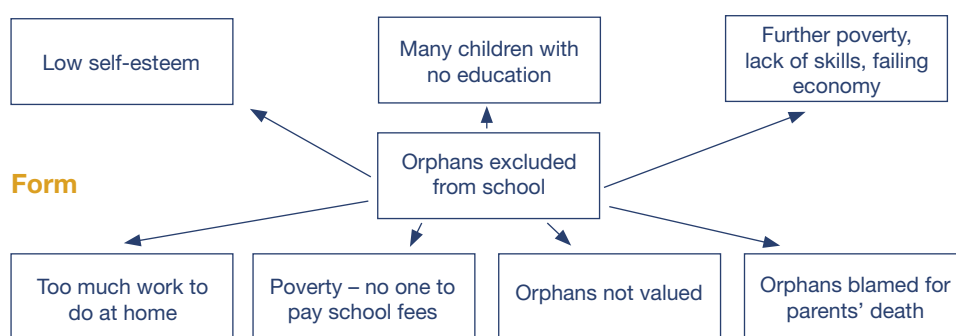 Low self-esteem
Many children with
no education
Further poverty,
lack of skills, failing
economy
Orphans excluded
from school
Form
Too much work to
do at home
Poverty – no one to
pay school fees
Orphans not valued
Orphans blamed for
parents’ death